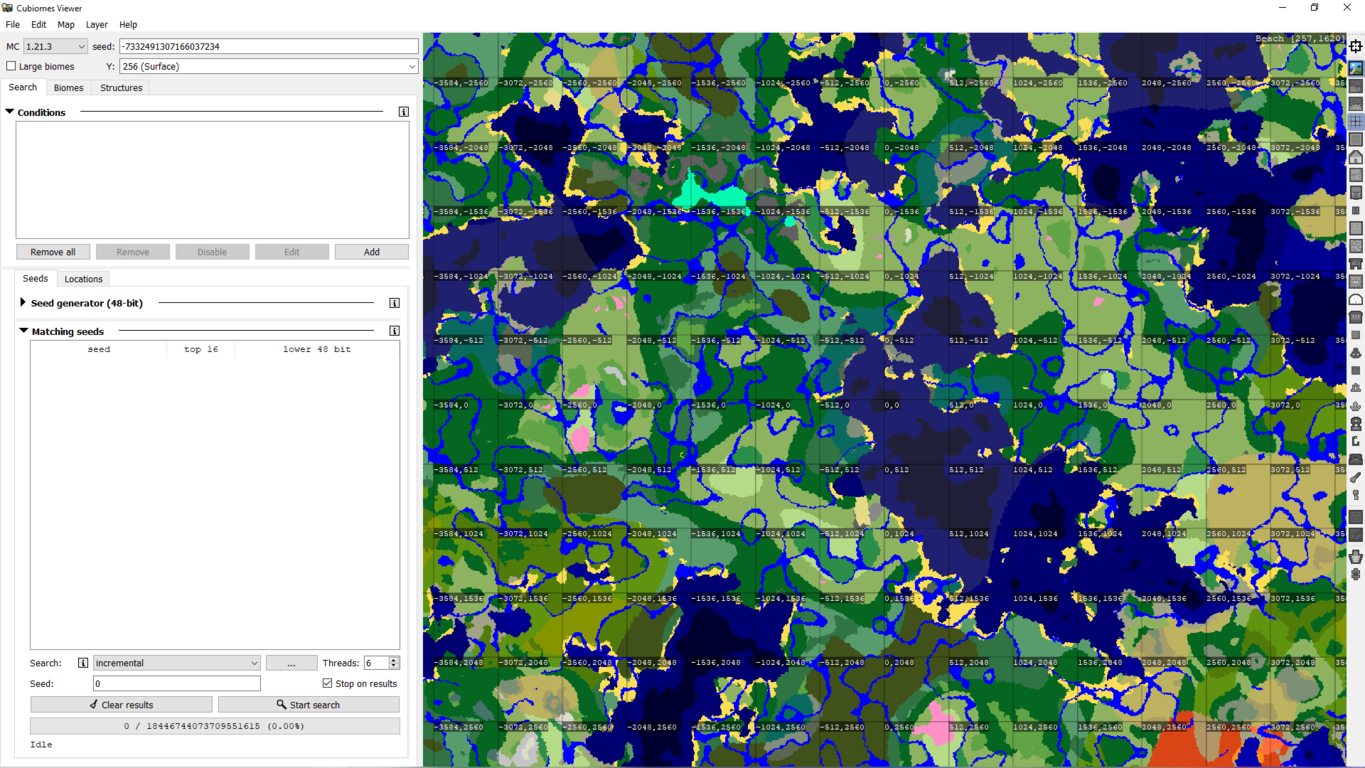 Cubiomes Viewer
File Edit Map Layer Help
MC 1.21.3 seed: -7332491307166037234
Large biomes Y: 256 (Surface)
Search Biomes Structures
Conditions
Remove all Remove Disable Edit Add
Seeds Locations
Seed generator (48-bit)
Matching seeds
seed top 16 lower 48 bit
Search: incremental ... Threads: 6
Seed: 0 Stop on results
Clear results Start search
0 / 18446744073709551615 (0.00%)
Idle
Beach [257,1620]
-3584,-2560 -3072,-2560 -2560,-2560 -2048,-2560 -1536,-2560 -1024,-2560 -512,-2560 0,-2560 512,-2560 1024,-2560 1536,-2560 2048,-2560 2560,-2560 3072,-2560 35
-3584,-2048 -3072,-2048 -2560,-2048 -2048,-2048 -1536,-2048 -1024,-2048 -512,-2048 0,-2048 512,-2048 1024,-2048 1536,-2048 2048,-2048 2560,-2048 3072,-2048 35
-3584,-1536 -3072,-1536 -2560,-1536 -2048,-1536 -1536,-1536 -1024,-1536 -512,-1536 0,-1536 512,-1536 1024,-1536 1536,-1536 2048,-1536 2560,-1536 3072,-1536 35
-3584,-1024 -3072,-1024 -2560,-1024 -2048,-1024 -1536,-1024 -1024,-1024 -512,-1024 0,-1024 512,-1024 1024,-1024 1536,-1024 2048,-1024 2560,-1024 3072,-1024 35
-3584,-512 -3072,-512 -2560,-512 -2048,-512 -1536,-512 -1024,-512 -512,-512 0,-512 512,-512 1024,-512 1536,-512 2048,-512 2560,-512 3072,-512 35
-3584,0 -3072,0 -2560,0 -2048,0 -1536,0 -1024,0 -512,0 0,0 512,0 1024,0 1536,0 2048,0 2560,0 3072,0 35
-3584,512 -3072,512 -2560,512 -2048,512 -1536,512 -1024,512 -512,512 0,512 512,512 1024,512 1536,512 2048,512 2560,512 3072,512 35
-3584,1024 -3072,1024 -2560,1024 -2048,1024 -1536,1024 -1024,1024 -512,1024 0,1024 512,1024 1024,1024 1536,1024 2048,1024 2560,1024 3072,1024 35
-3584,1536 -3072,1536 -2560,1536 -2048,1536 -1536,1536 -1024,1536 -512,1536 0,1536 512,1536 1024,1536 1536,1536 2048,1536 2560,1536 3072,1536 35
-3584,2048 -3072,2048 -2560,2048 -2048,2048 -1536,2048 -1024,2048 -512,2048 0,2048 512,2048 1024,2048 1536,2048 2048,2048 2560,2048 3072,2048 35
-3584,2560 -3072,2560 -2560,2560 -2048,2560 -1536,2560 -1024,2560 -512,2560 0,2560 512,2560 1024,2560 1536,2560 2048,2560 2560,2560 3072,2560 35